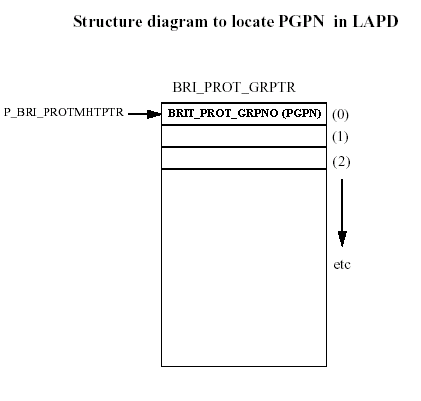 Structure diagram to locate PGPN in LAPD
BRI_PROT_GRPTR
P_BRI_PROTMHTPTR
BRIT_PROT_GRPNO (PGPN)
(0)
(1)
(2)
etc